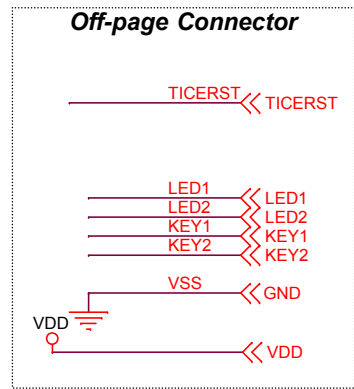 Off-page Connector
TICERST TICERST
LED1 LED1
LED2 LED2
KEY1 KEY1
KEY2 KEY2
VSS GND
VDD
VDD